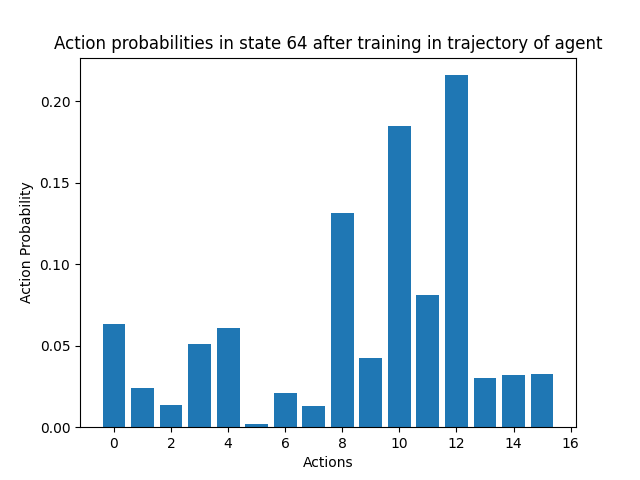 Action probabilities in state 64 after training in trajectory of agent
0.20
0.15
0.10
0.05
0.00
Action Probability
0 2 4 6 8 10 12 14 16
Actions